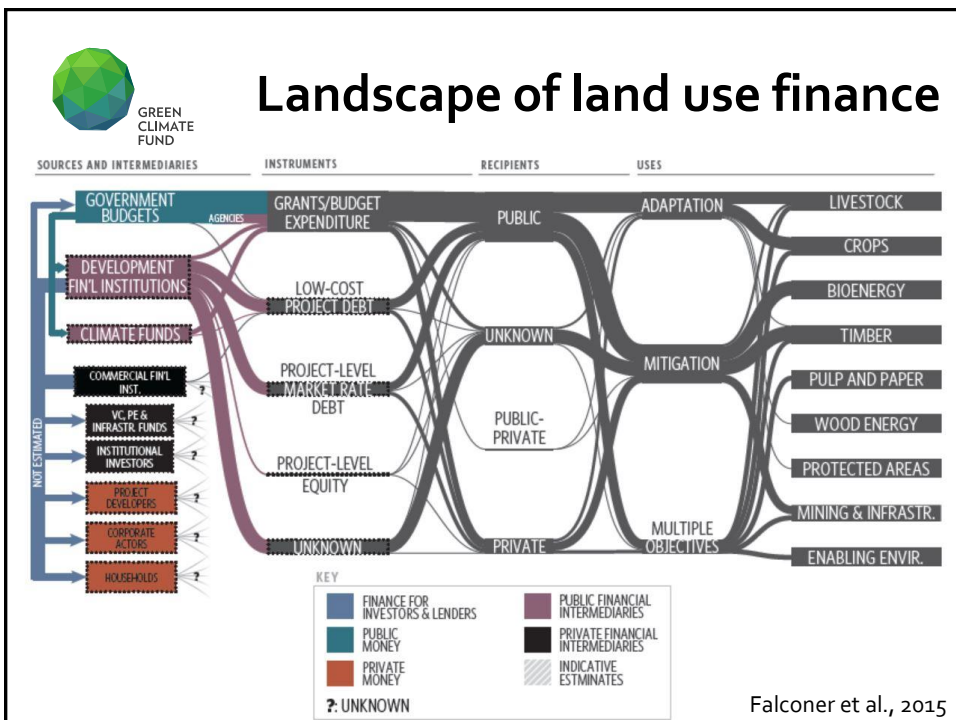 GREEN
CLIMATE
FUND
Landscape of land use finance
SOURCES AND INTERMEDIARIES
INSTRUMENTS
RECIPIENTS
USES
NOT ESTIMATED
GOVERNMENT
BUDGETS
AGENCIES
DEVELOPMENT
FIN'L INSTITUTIONS
CLIMATE FUNDS
COMMERCIAL FIN'L
INST.
?
VC, PE &
INFRASTR. FUNDS
?
INSTITUTIONAL
INVESTORS
?
PROJECT
DEVELOPERS
?
CORPORATE
ACTORS
?
HOUSEHOLDS
?
GRANTS/BUDGET
EXPENDITURE
LOW-COST
PROJECT DEBT
PROJECT-LEVEL
MARKET RATE
DEBT
PROJECT-LEVEL
EQUITY
UNKNOWN
PUBLIC
UNKNOWN
PUBLIC-
PRIVATE
PRIVATE
ADAPTATION
MITIGATION
MULTIPLE
OBJECTIVES
LIVESTOCK
CROPS
BIOENERGY
TIMBER
PULP AND PAPER
WOOD ENERGY
PROTECTED AREAS
MINING & INFRASTR.
ENABLING ENVIR.
KEY
FINANCE FOR
INVESTORS & LENDERS
PUBLIC
MONEY
PRIVATE
MONEY
?: UNKNOWN
PUBLIC FINANCIAL
INTERMEDIARIES
PRIVATE FINANCIAL
INTERMEDIARIES
INDICATIVE
ESTMINATES
Falconer et al., 2015